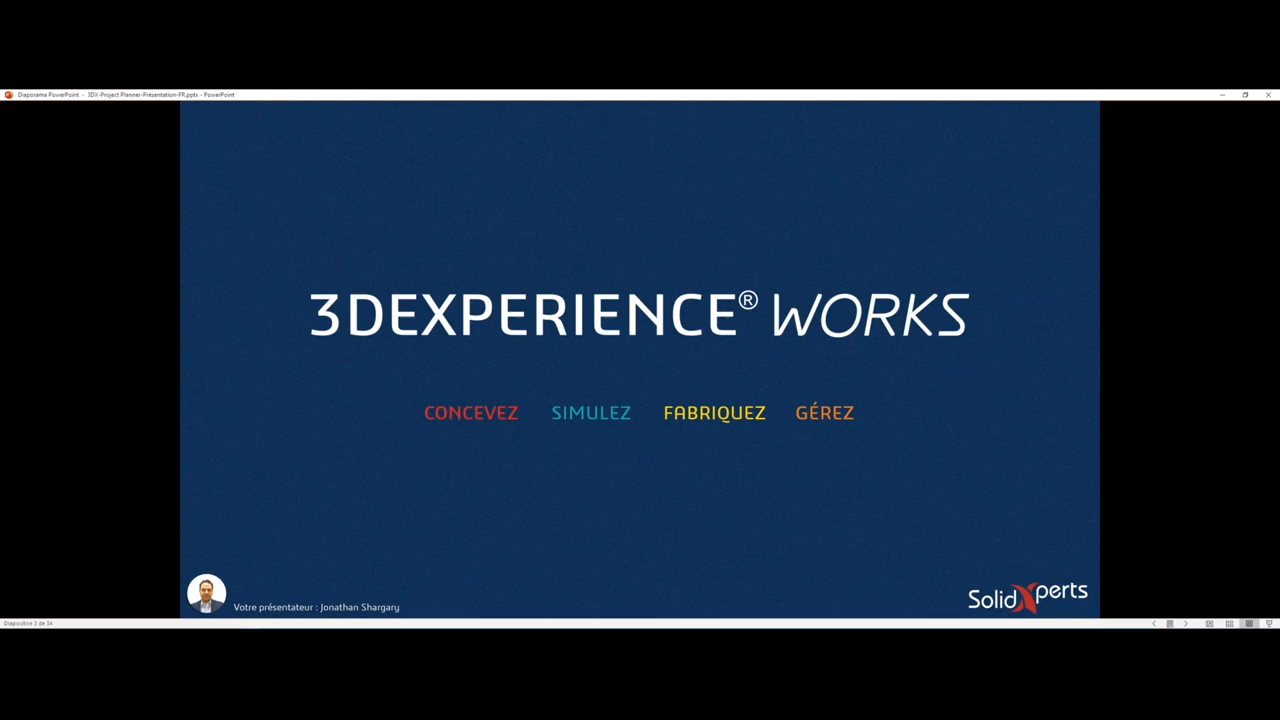 Diaporama PowerPoint - 3DX-Project Planner-Présentation-FR.pptx - PowerPoint
3DEXPERIENCE® WORKS
CONCEVEZ SIMULEZ FABRIQUEZ GÉREZ
Votre présentateur : Jonathan Shargary
SolidXperts
Diapositive 3 de 34